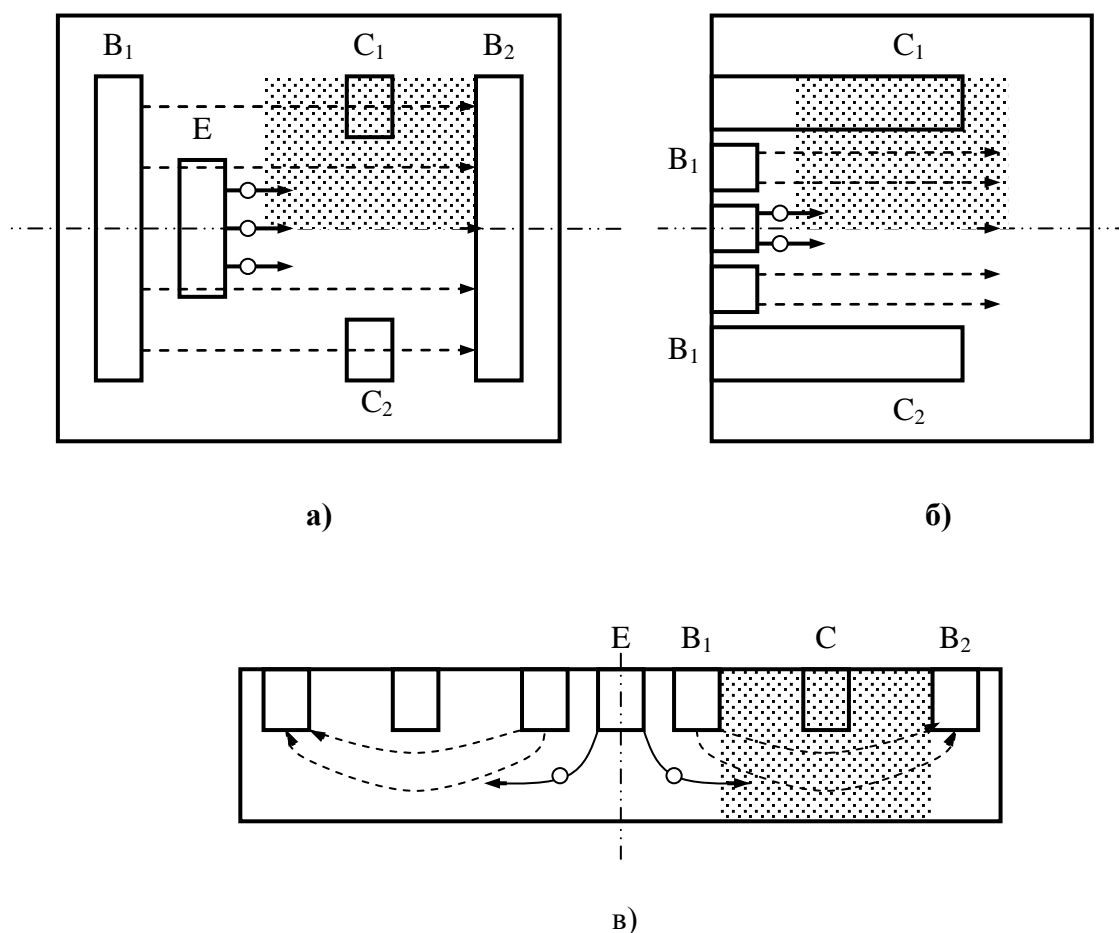 B₁ C₁ B₂
E
C₂
а)
C₁
B₁
B₁
C₂
б)
E B₁ C B₂
в)